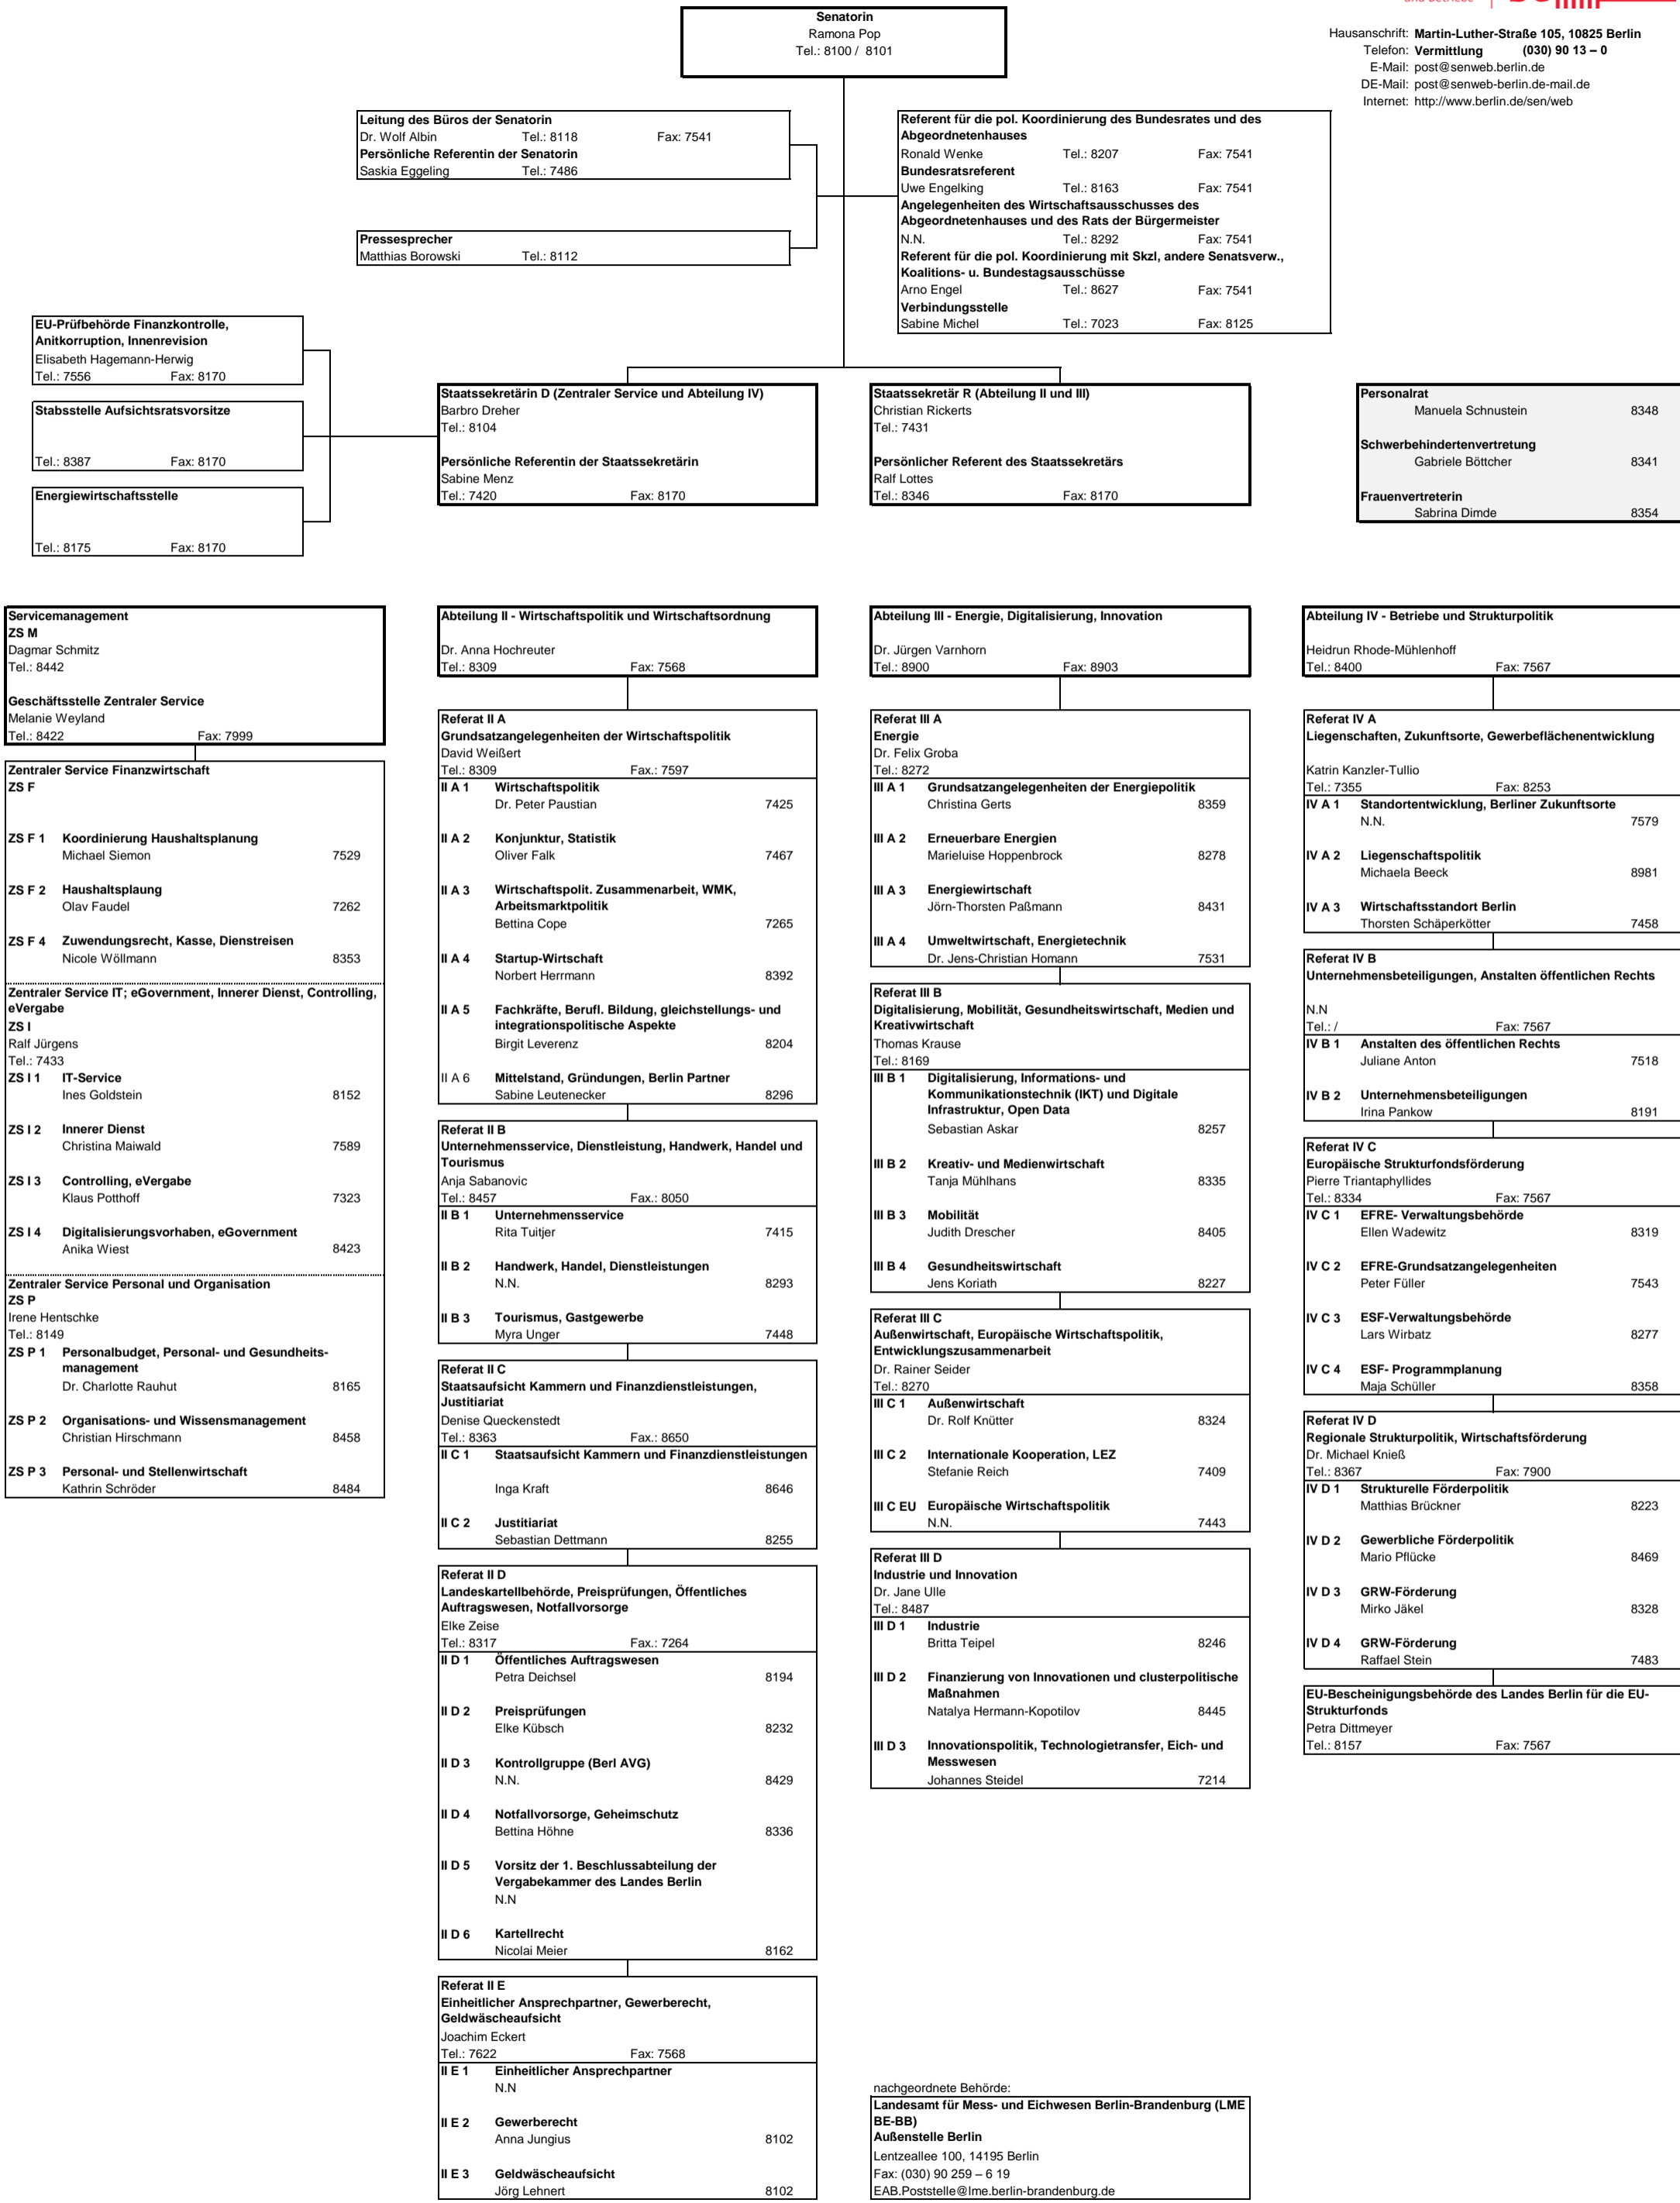 Senatorin
Ramona Pop
Tel.: 8100 / 8101
Hausanschrift: Martin-Luther-Straße 105, 10825 Berlin
Telefon: Vermittlung (030) 90 13 – 0
E-Mail: post@senweb.berlin.de
DE-Mail: post@senweb-berlin.de-mail.de
Internet: http://www.berlin.de/sen/web
Leitung des Büros der Senatorin
Dr. Wolf Albin Tel.: 8118 Fax: 7541
Persönliche Referentin der Senatorin
Saskia Eggeling Tel.: 7486
Pressesprecher
Matthias Borowski Tel.: 8112
Referent für die pol. Koordinierung des Bundesrates und des
Abgeordnetenhauses
Ronald Wenke Tel.: 8207 Fax: 7541
Bundesratsreferent
Uwe Engelking Tel.: 8163 Fax: 7541
Angelegenheiten des Wirtschaftsausschusses des
Abgeordnetenhauses und des Rats der Bürgermeister
N.N. Tel.: 8292 Fax: 7541
Referent für die pol. Koordinierung mit Skzl, andere Senatsverw.,
Koalitions- u. Bundestagsausschüsse
Arno Engel Tel.: 8627 Fax: 7541
Verbindungsstelle
Sabine Michel Tel.: 7023 Fax: 8125
EU-Prüfbehörde Finanzkontrolle,
Anitkorruption, Innenrevision
Elisabeth Hagemann-Herwig
Tel.: 7556 Fax: 8170
Stabsstelle Aufsichtsratsvorsitze
Tel.: 8387 Fax: 8170
Energiewirtschaftsstelle
Tel.: 8175 Fax: 8170
Staatssekretärin D (Zentraler Service und Abteilung IV)
Barbro Dreher
Tel.: 8104
Persönliche Referentin der Staatssekretärin
Sabine Menz
Tel.: 7420 Fax: 8170
Staatssekretär R (Abteilung II und III)
Christian Rickerts
Tel.: 7431
Persönlicher Referent des Staatssekretärs
Ralf Lottes
Tel.: 8346 Fax: 8170
Personalrat
Manuela Schnustein 8348
Schwerbehindertenvertretung
Gabriele Böttcher 8341
Frauenvertreterin
Sabrina Dimde 8354
Servicemanagement
ZS M
Dagmar Schmitz
Tel.: 8442
Geschäftsstelle Zentraler Service
Melanie Weyland
Tel.: 8422 Fax: 7999
Zentraler Service Finanzwirtschaft
ZS F
ZS F 1 Koordinierung Haushaltsplanung
Michael Siemon 7529
ZS F 2 Haushaltsplaung
Olav Faudel 7262
ZS F 4 Zuwendungsrecht, Kasse, Dienstreisen
Nicole Wöllmann 8353
Zentraler Service IT; eGovernment, Innerer Dienst, Controlling,
eVergabe
ZS I
Ralf Jürgens
Tel.: 7433
ZS I 1 IT-Service
Ines Goldstein 8152
ZS I 2 Innerer Dienst
Christina Maiwald 7589
ZS I 3 Controlling, eVergabe
Klaus Potthoff 7323
ZS I 4 Digitalisierungsvorhaben, eGovernment
Anika Wiest 8423
Zentraler Service Personal und Organisation
ZS P
Irene Hentschke
Tel.: 8149
ZS P 1 Personalbudget, Personal- und Gesundheits-
management
Dr. Charlotte Rauhut 8165
ZS P 2 Organisations- und Wissensmanagement
Christian Hirschmann 8458
ZS P 3 Personal- und Stellenwirtschaft
Kathrin Schröder 8484
Abteilung II - Wirtschaftspolitik und Wirtschaftsordnung
Dr. Anna Hochreuter
Tel.: 8309 Fax: 7568
Referat II A
Grundsatzangelegenheiten der Wirtschaftspolitik
David Weißert
Tel.: 8309 Fax.: 7597
II A 1 Wirtschaftspolitik
Dr. Peter Paustian 7425
II A 2 Konjunktur, Statistik
Oliver Falk 7467
II A 3 Wirtschaftspolit. Zusammenarbeit, WMK,
Arbeitsmarktpolitik
Bettina Cope 7265
II A 4 Startup-Wirtschaft
Norbert Herrmann 8392
II A 5 Fachkräfte, Berufl. Bildung, gleichstellungs- und
integrationspolitische Aspekte
Birgit Leverenz 8204
II A 6 Mittelstand, Gründungen, Berlin Partner
Sabine Leutenecker 8296
Referat II B
Unternehmensservice, Dienstleistung, Handwerk, Handel und
Tourismus
Anja Sabanovic
Tel.: 8457 Fax.: 8050
II B 1 Unternehmensservice
Rita Tuitjer 7415
II B 2 Handwerk, Handel, Dienstleistungen
N.N. 8293
II B 3 Tourismus, Gastgewerbe
Myra Unger 7448
Referat II C
Staatsaufsicht Kammern und Finanzdienstleistungen,
Justitiariat
Denise Queckenstedt
Tel.: 8363 Fax.: 8650
II C 1 Staatsaufsicht Kammern und Finanzdienstleistungen
Inga Kraft 8646
II C 2 Justitiariat
Sebastian Dettmann 8255
Referat II D
Landeskartellbehörde, Preisprüfungen, Öffentliches
Auftragswesen, Notfallvorsorge
Elke Zeise
Tel.: 8317 Fax.: 7264
II D 1 Öffentliches Auftragswesen
Petra Deichsel 8194
II D 2 Preisprüfungen
Elke Kübsch 8232
II D 3 Kontrollgruppe (Berl AVG)
N.N. 8429
II D 4 Notfallvorsorge, Geheimschutz
Bettina Höhne 8336
II D 5 Vorsitz der 1. Beschlussabteilung der
Vergabekammer des Landes Berlin
N.N
II D 6 Kartellrecht
Nicolai Meier 8162
Referat II E
Einheitlicher Ansprechpartner, Gewerberecht,
Geldwäscheaufsicht
Joachim Eckert
Tel.: 7622 Fax: 7568
II E 1 Einheitlicher Ansprechpartner
N.N
II E 2 Gewerberecht
Anna Jungius 8102
II E 3 Geldwäscheaufsicht
Jörg Lehnert 8102
Abteilung III - Energie, Digitalisierung, Innovation
Dr. Jürgen Varnhorn
Tel.: 8900 Fax: 8903
Referat III A
Energie
Dr. Felix Groba
Tel.: 8272
III A 1 Grundsatzangelegenheiten der Energiepolitik
Christina Gerts 8359
III A 2 Erneuerbare Energien
Marieluise Hoppenbrock 8278
III A 3 Energiewirtschaft
Jörn-Thorsten Paßmann 8431
III A 4 Umweltwirtschaft, Energietechnik
Dr. Jens-Christian Homann 7531
Referat III B
Digitalisierung, Mobilität, Gesundheitswirtschaft, Medien und
Kreativwirtschaft
Thomas Krause
Tel.: 8169
III B 1 Digitalisierung, Informations- und
Kommunikationstechnik (IKT) und Digitale
Infrastruktur, Open Data
Sebastian Askar 8257
III B 2 Kreativ- und Medienwirtschaft
Tanja Mühlhans 8335
III B 3 Mobilität
Judith Drescher 8405
III B 4 Gesundheitswirtschaft
Jens Koriath 8227
Referat III C
Außenwirtschaft, Europäische Wirtschaftspolitik,
Entwicklungszusammenarbeit
Dr. Rainer Seider
Tel.: 8270
III C 1 Außenwirtschaft
Dr. Rolf Knütter 8324
III C 2 Internationale Kooperation, LEZ
Stefanie Reich 7409
III C EU Europäische Wirtschaftspolitik
N.N. 7443
Referat III D
Industrie und Innovation
Dr. Jane Ulle
Tel.: 8487
III D 1 Industrie
Britta Teipel 8246
III D 2 Finanzierung von Innovationen und clusterpolitische
Maßnahmen
Natalya Hermann-Kopotilov 8445
III D 3 Innovationspolitik, Technologietransfer, Eich- und
Messwesen
Johannes Steidel 7214
nachgeordnete Behörde:
Landesamt für Mess- und Eichwesen Berlin-Brandenburg (LME
BE-BB)
Außenstelle Berlin
Lentzeallee 100, 14195 Berlin
Fax: (030) 90 259 – 6 19
EAB.Poststelle@lme.berlin-brandenburg.de
Abteilung IV - Betriebe und Strukturpolitik
Heidrun Rhode-Mühlenhoff
Tel.: 8400 Fax: 7567
Referat IV A
Liegenschaften, Zukunftsorte, Gewerbeflächenentwicklung
Katrin Kanzler-Tullio
Tel.: 7355 Fax: 8253
IV A 1 Standortentwicklung, Berliner Zukunftsorte
N.N. 7579
IV A 2 Liegenschaftspolitik
Michaela Beeck 8981
IV A 3 Wirtschaftsstandort Berlin
Thorsten Schäperkötter 7458
Referat IV B
Unternehmensbeteiligungen, Anstalten öffentlichen Rechts
N.N
Tel.: / Fax: 7567
IV B 1 Anstalten des öffentlichen Rechts
Juliane Anton 7518
IV B 2 Unternehmensbeteiligungen
Irina Pankow 8191
Referat IV C
Europäische Strukturfondsförderung
Pierre Triantaphyllides
Tel.: 8334 Fax: 7567
IV C 1 EFRE- Verwaltungsbehörde
Ellen Wadewitz 8319
IV C 2 EFRE-Grundsatzangelegenheiten
Peter Füller 7543
IV C 3 ESF-Verwaltungsbehörde
Lars Wirbatz 8277
IV C 4 ESF- Programmplanung
Maja Schüller 8358
Referat IV D
Regionale Strukturpolitik, Wirtschaftsförderung
Dr. Michael Knieß
Tel.: 8367 Fax: 7900
IV D 1 Strukturelle Förderpolitik
Matthias Brückner 8223
IV D 2 Gewerbliche Förderpolitik
Mario Pflücke 8469
IV D 3 GRW-Förderung
Mirko Jäkel 8328
IV D 4 GRW-Förderung
Raffael Stein 7483
EU-Bescheinigungsbehörde des Landes Berlin für die EU-
Strukturfonds
Petra Dittmeyer
Tel.: 8157 Fax: 7567